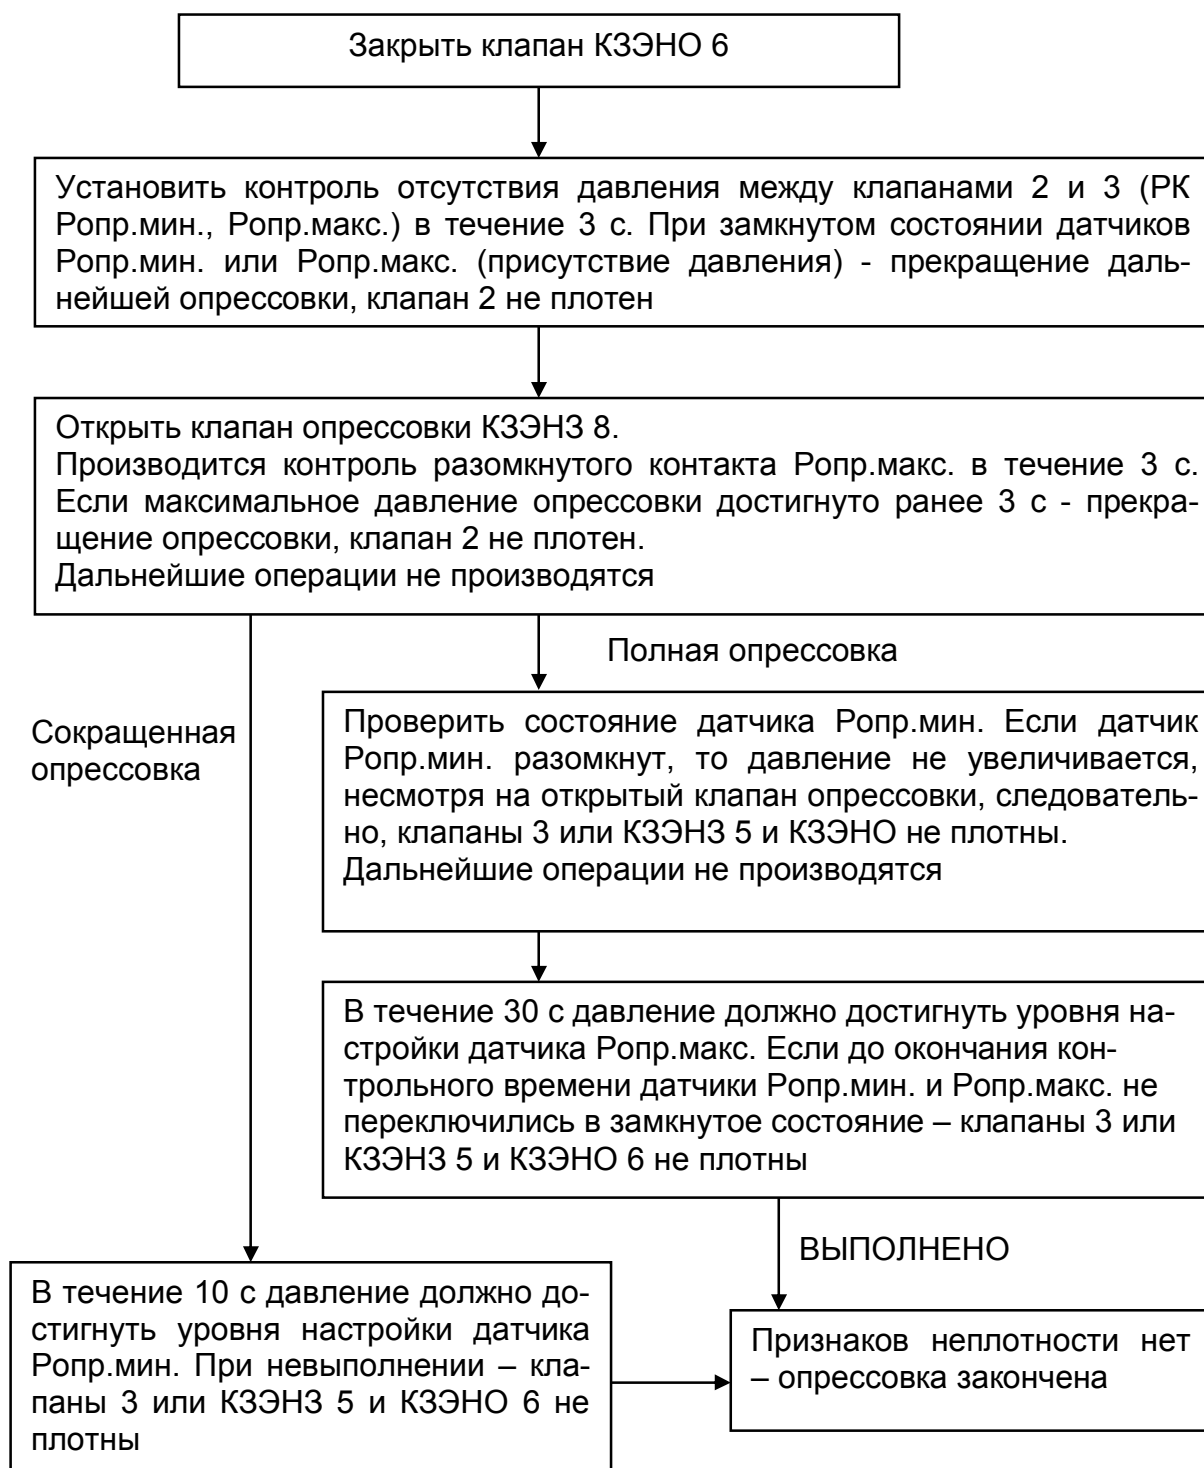 Закрыть клапан КЗЭНО 6
Установить контроль отсутствия давления между клапанами 2 и 3 (РК
Ропр.мин., Ропр.макс.) в течение 3 с. При замкнутом состоянии датчиков
Ропр.мин. или Ропр.макс. (присутствие давления) - прекращение даль-
нейшей опрессовки, клапан 2 не плотен
Открыть клапан опрессовки КЗЭНЗ 8.
Производится контроль разомкнутого контакта Ропр.макс. в течение 3 с.
Если максимальное давление опрессовки достигнуто ранее 3 с - прекра-
щение опрессовки, клапан 2 не плотен.
Дальнейшие операции не производятся
Полная опрессовка
Сокращенная
опрессовка
Проверить состояние датчика Ропр.мин. Если датчик
Ропр.мин. разомкнут, то давление не увеличивается,
несмотря на открытый клапан опрессовки, следователь-
но, клапаны 3 или КЗЭНЗ 5 и КЗЭНО не плотны.
Дальнейшие операции не производятся
В течение 30 с давление должно достигнуть уровня на-
стройки датчика Ропр.макс. Если до окончания кон-
трольного времени датчики Ропр.мин. и Ропр.макс. не
переключились в замкнутое состояние – клапаны 3 или
КЗЭНЗ 5 и КЗЭНО 6 не плотны
ВЫПОЛНЕНО
В течение 10 с давление должно до-
стигнуть уровня настройки датчика
Ропр.мин. При невыполнении – кла-
паны 3 или КЗЭНЗ 5 и КЗЭНО 6 не
плотны
Признаков неплотности нет
– опрессовка закончена